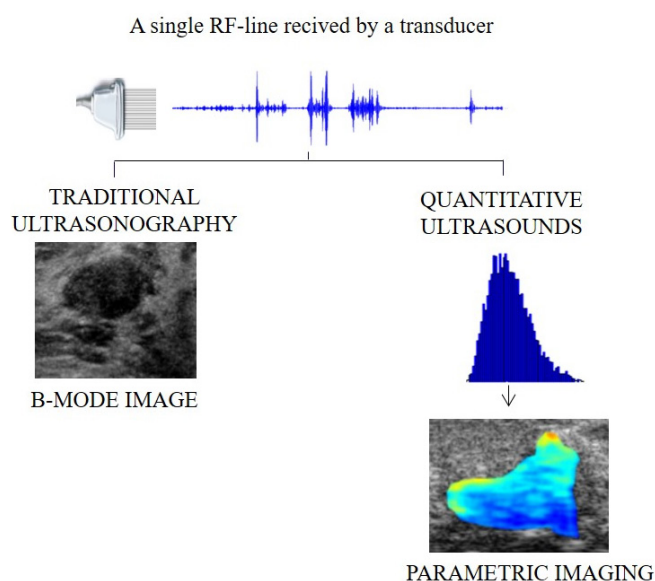 A single RF-line recived by a transducer
TRADITIONAL
ULTRASONOGRAPHY
B-MODE IMAGE
QUANTITATIVE
ULTRASOUNDS
PARAMETRIC IMAGING